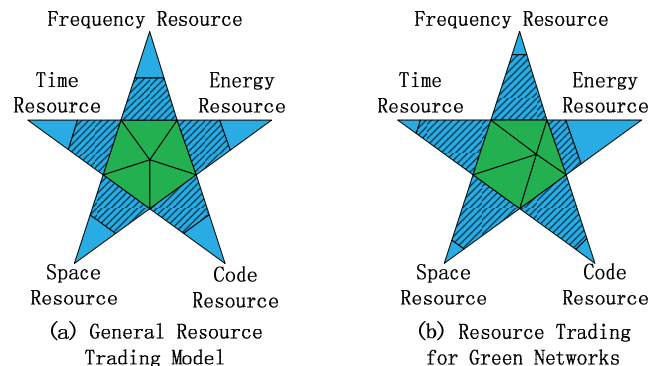 Frequency Resource
Time
Resource
Energy
Resource
Space
Resource
Code
Resource
(a) General Resource
Trading Model
Frequency Resource
Time
Resource
Energy
Resource
Space
Resource
Code
Resource
(b) Resource Trading
for Green Networks